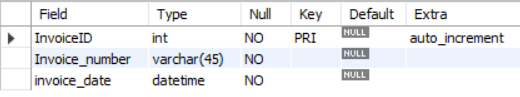 Field Type Null Key Default Extra
InvoiceID int NO PRI NULL auto_increment
Invoice_number varchar(45) NO NULL
invoice_date datetime NO NULL